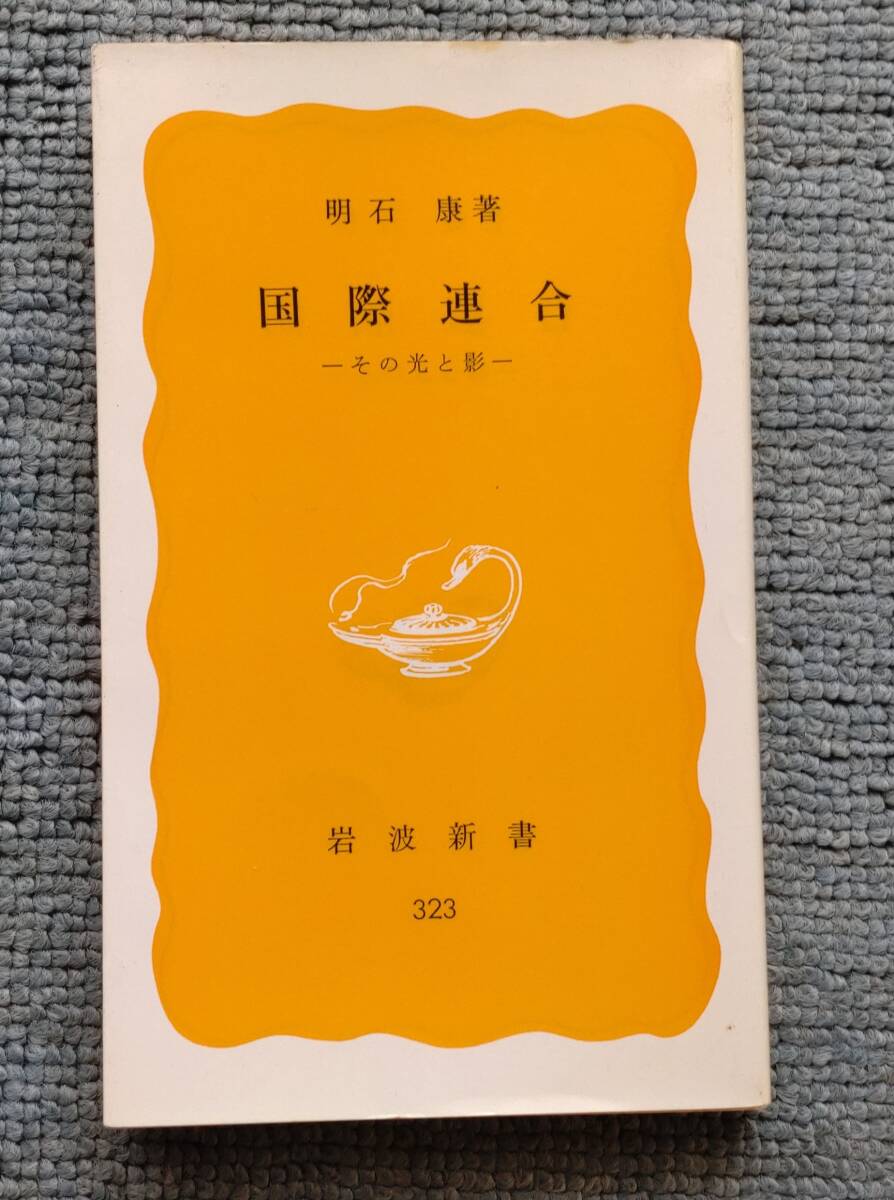 明石 康著
国際連合
―その光と影―
岩波新書
323